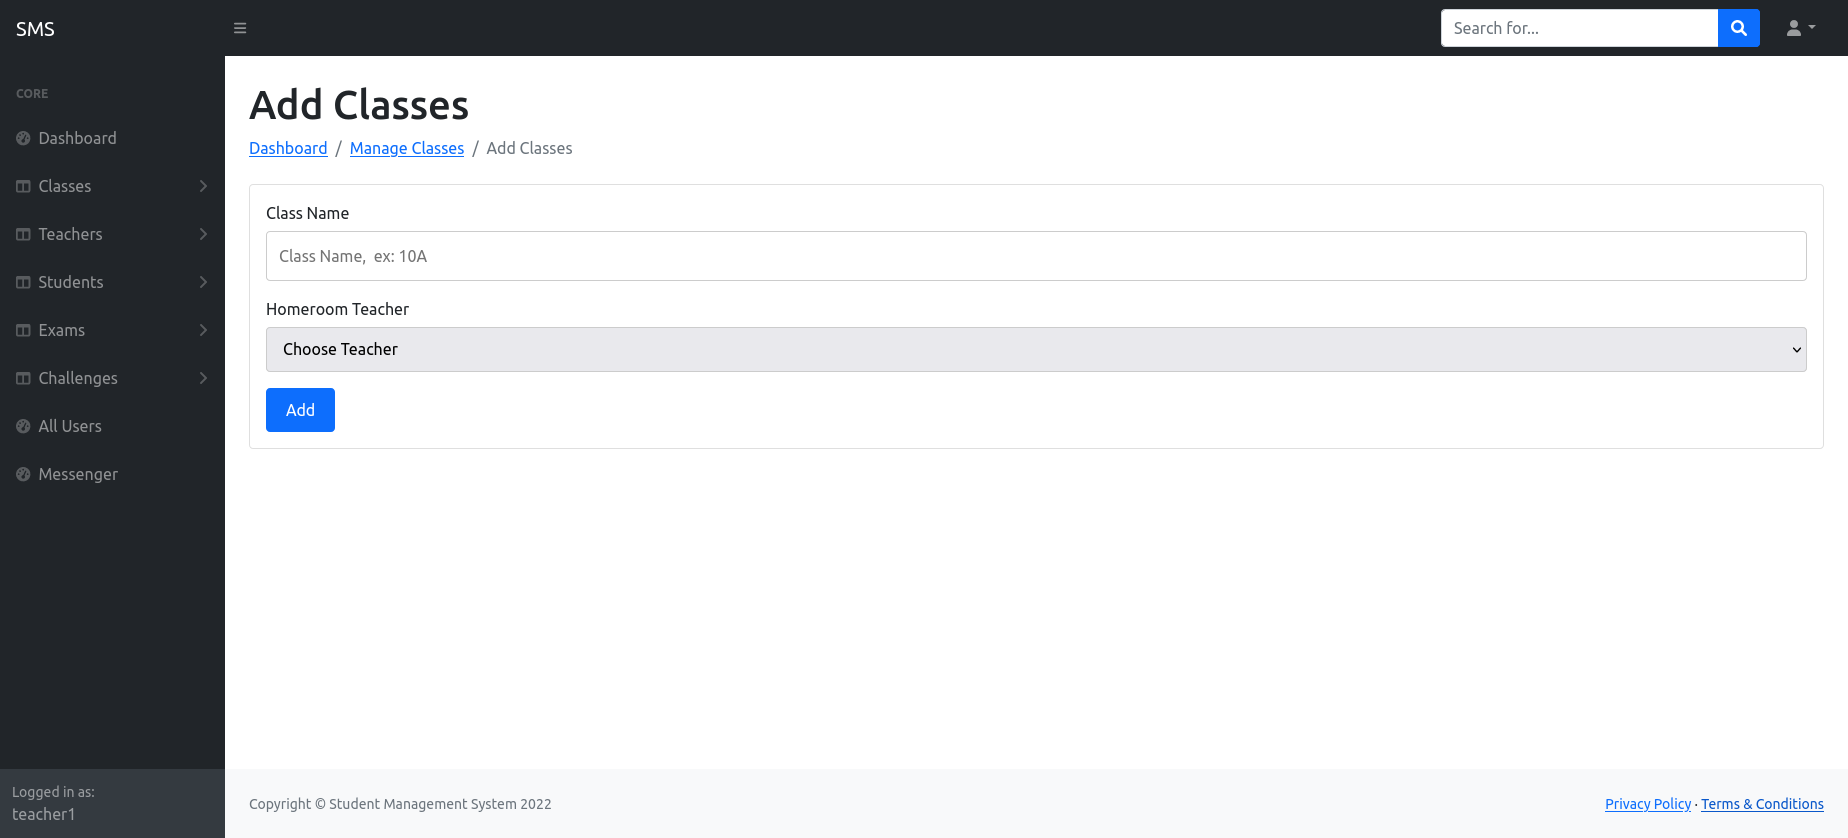 SMS
Search for...
CORE
Dashboard
Classes
Teachers
Students
Exams
Challenges
All Users
Messenger
Logged in as:
teacher1
Add Classes
Dashboard / Manage Classes / Add Classes
Class Name
Class Name,  ex: 10A
Homeroom Teacher
Choose Teacher
Add
Copyright © Student Management System 2022
Privacy Policy · Terms & Conditions